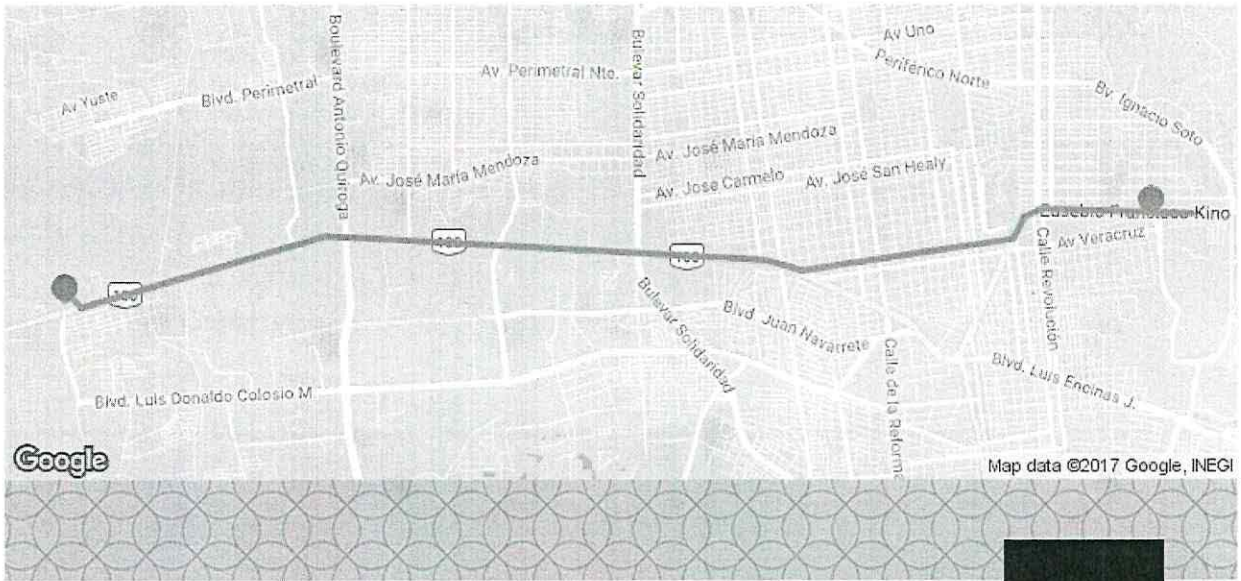 Boulevard Antonio Quiroga
Bulevar Solidaridad
Av Uno
Av. Perimetral Nte.
Periférico Norte
Av Yuste
Blvd. Perimetral
Bv. Ignacio Soto
Av. José María Mendoza
Av. José María Mendoza
Av. Jose Carmelo
Av. José San Healy
Eusebio Francisco Kino
Av Veracruz
Calle Revolución
100
100
100
Bulevar Solidaridad
Blvd. Juan Navarrete
Calle de la Reforma
Blvd. Luis Encinas J.
Blvd. Luis Donaldo Colosio M
Google
Map data ©2017 Google, INEGI